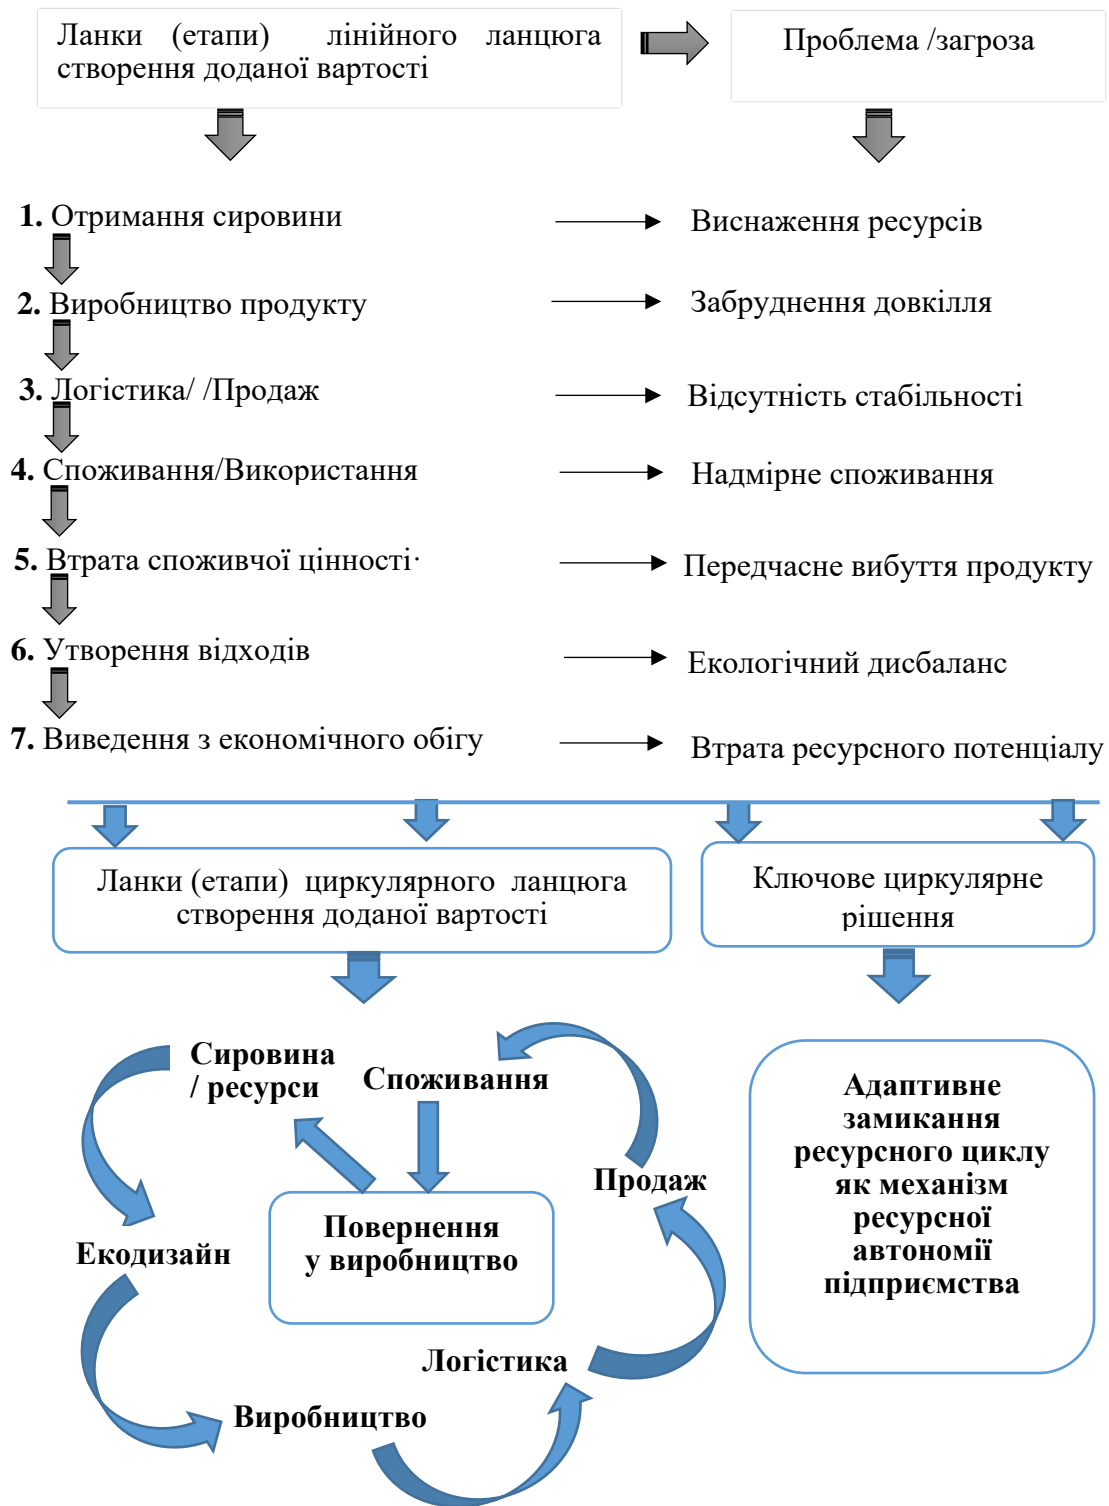 Ланки (етапи) лінійного ланцюга
створення доданої вартості
Проблема /загроза
1. Отримання сировини
Виснаження ресурсів
2. Виробництво продукту
Забруднення довкілля
3. Логістика/ /Продаж
Відсутність стабільності
4. Споживання/Використання
Надмірне споживання
5. Втрата споживчої цінності·
Передчасне вибуття продукту
6. Утворення відходів
Екологічний дисбаланс
7. Виведення з економічного обігу
Втрата ресурсного потенціалу
Ланки (етапи) циркулярного ланцюга
створення доданої вартості
Ключове циркулярне
рішення
Сировина
/ ресурси
Споживання
Продаж
Повернення
у виробництво
Екодизайн
Логістика
Виробництво
Адаптивне
замикання
ресурсного циклу
як механізм
ресурсної
автономії
підприємства